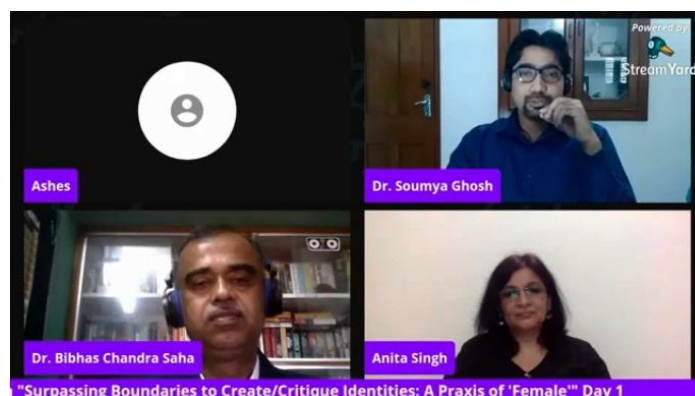 Powered by
StreamYard
Ashes
Dr. Soumya Ghosh
Dr. Bibhas Chandra Saha
Anita Singh
"Surpassing Boundaries to Create/Critique Identities: A Praxis of 'Female'" Day 1